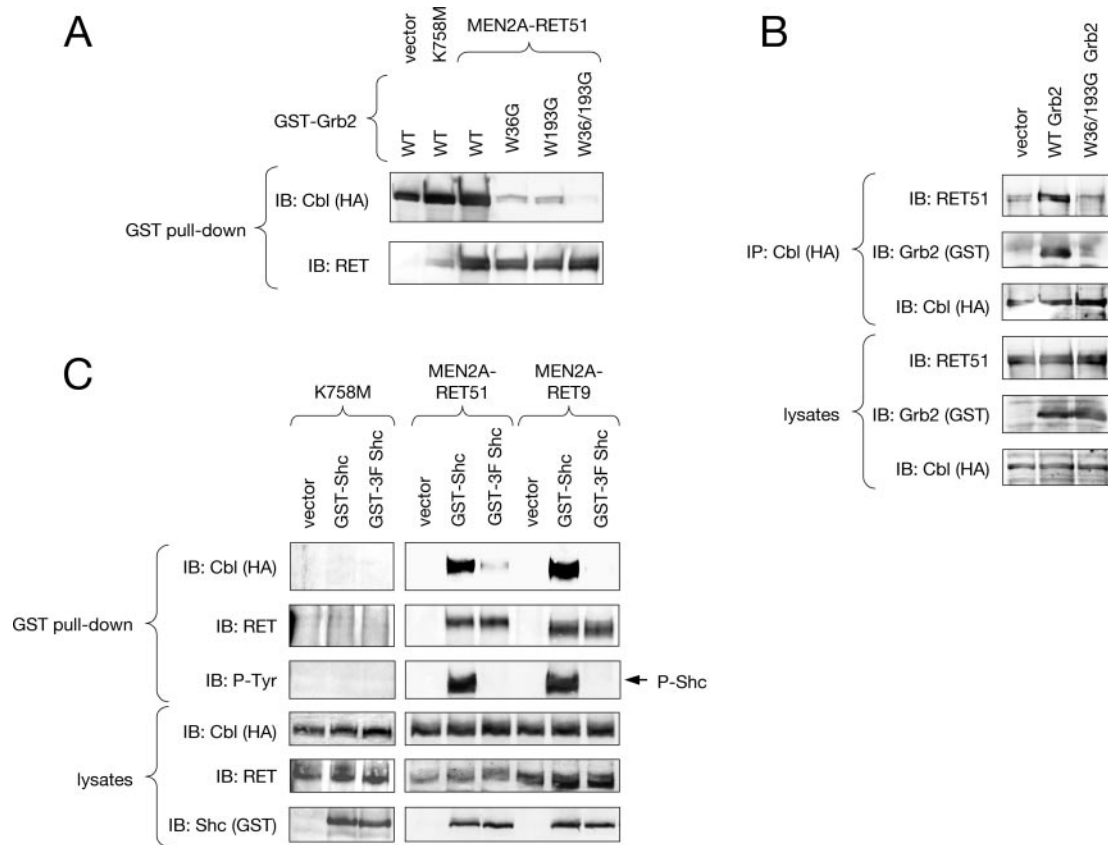 A
vector
K758M
MEN2A-RET51
GST-Grb2
WT
WT
WT
W36G
W193G
W36/193G
GST pull-down
IB: Cbl (HA)
IB: RET
B
vector
WT Grb2
W36/193G Grb2
IP: Cbl (HA)
IB: RET51
IB: Grb2 (GST)
IB: Cbl (HA)
lysates
IB: RET51
IB: Grb2 (GST)
IB: Cbl (HA)
C
K758M
MEN2A-
RET51
MEN2A-
RET9
vector
GST-Shc
GST-3F Shc
vector
GST-Shc
GST-3F Shc
vector
GST-Shc
GST-3F Shc
GST pull-down
IB: Cbl (HA)
IB: RET
IB: P-Tyr
P-Shc
lysates
IB: Cbl (HA)
IB: RET
IB: Shc (GST)